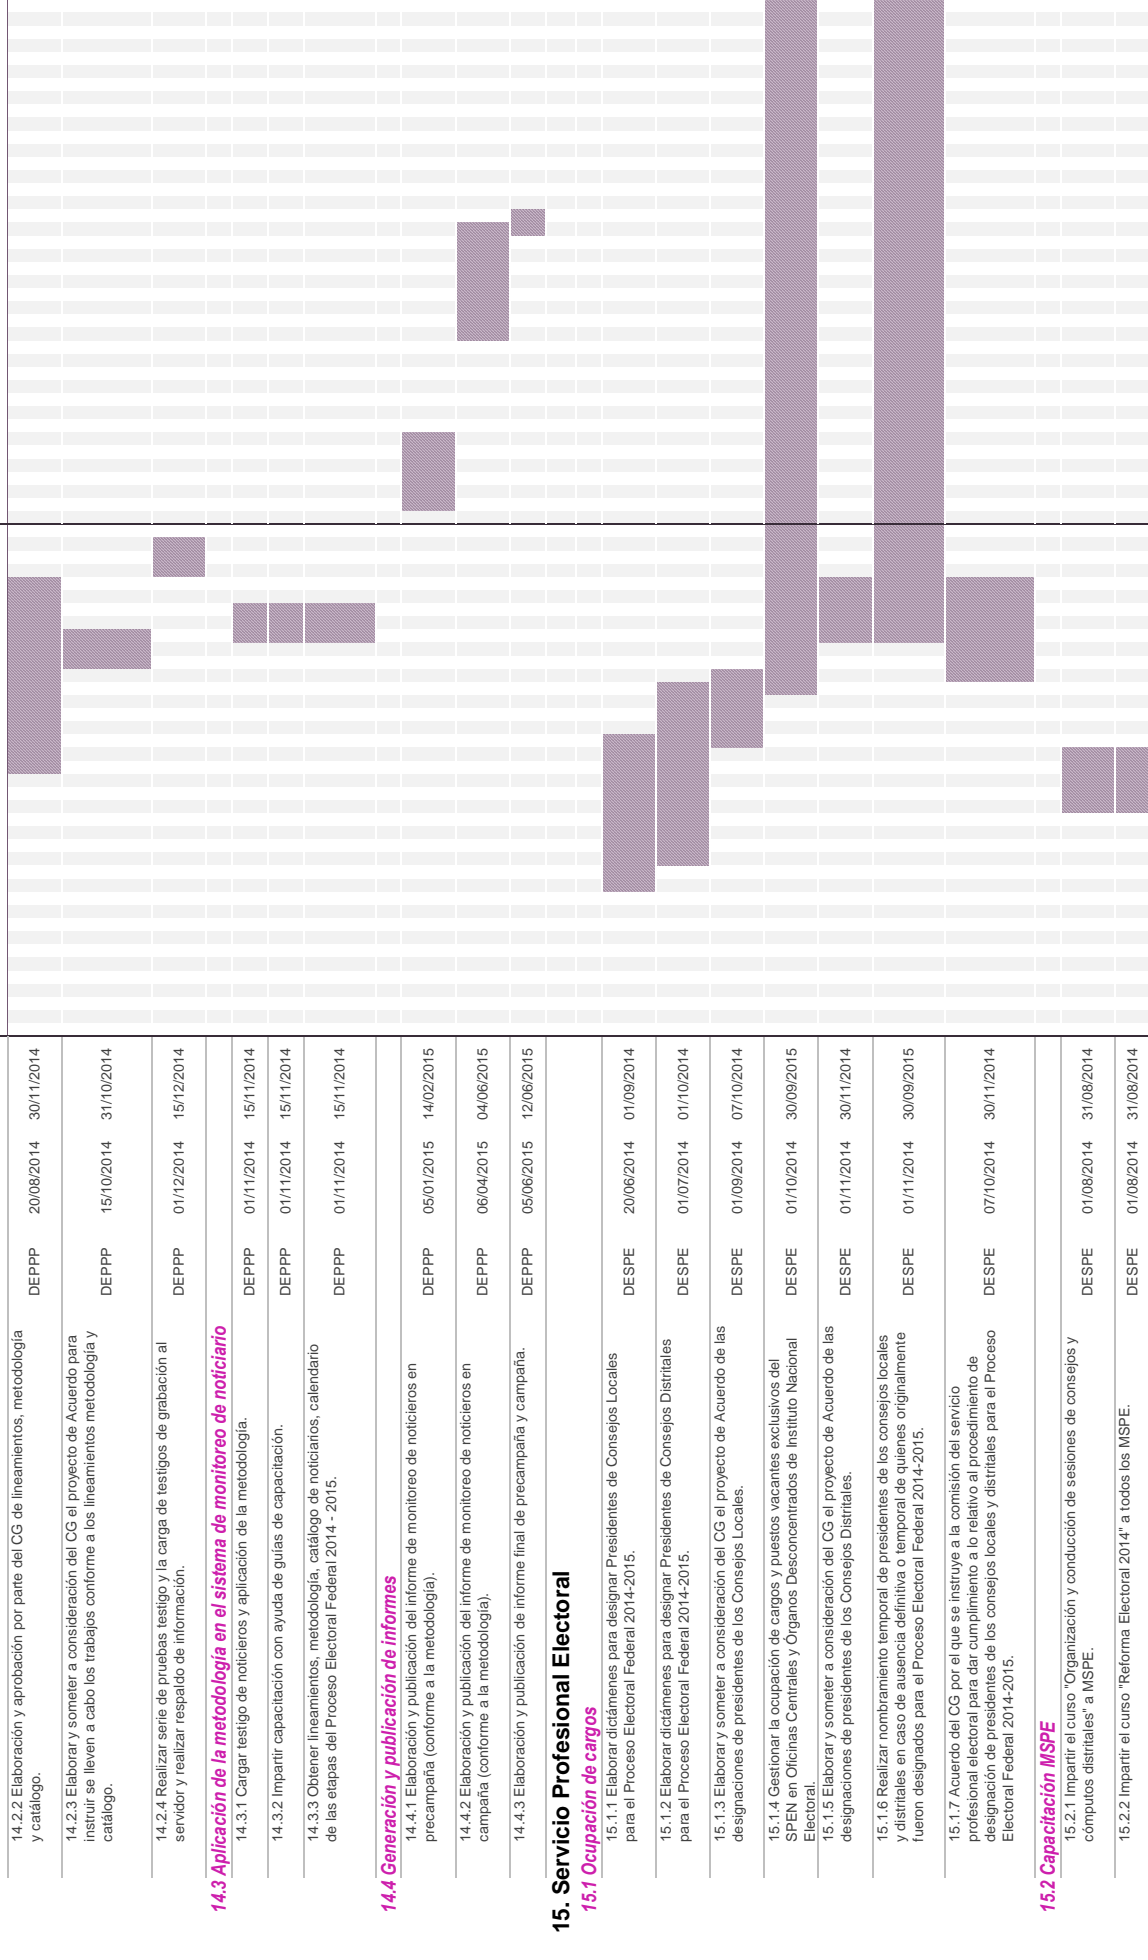 14.2.2 Elaboración y aprobación por parte del CG de lineamientos, metodología
y catálogo.
DEPPP 20/08/2014 30/11/2014
14.2.3 Elaborar y someter a consideración del CG el proyecto de Acuerdo para
instruir se lleven a cabo los trabajos conforme a los lineamientos metodología y
catálogo.
DEPPP 15/10/2014 31/10/2014
14.2.4 Realizar serie de pruebas testigo y la carga de testigos de grabación al
servidor y realizar respaldo de información.
DEPPP 01/12/2014 15/12/2014
14.3 Aplicación de la metodología en el sistema de monitoreo de noticiario
14.3.1 Cargar testigo de noticieros y aplicación de la metodología.
DEPPP 01/11/2014 15/11/2014
14.3.2 Impartir capacitación con ayuda de guías de capacitación.
DEPPP 01/11/2014 15/11/2014
14.3.3 Obtener lineamientos, metodología, catálogo de noticiarios, calendario
de las etapas del Proceso Electoral Federal 2014 - 2015.
DEPPP 01/11/2014 15/11/2014
14.4 Generación y publicación de informes
14.4.1 Elaboración y publicación del informe de monitoreo de noticieros en
precampaña (conforme a la metodología).
DEPPP 05/01/2015 14/02/2015
14.4.2 Elaboración y publicación del informe de monitoreo de noticieros en
campaña (conforme a la metodología).
DEPPP 06/04/2015 04/06/2015
14.4.3 Elaboración y publicación de informe final de precampaña y campaña.
DEPPP 05/06/2015 12/06/2015
15. Servicio Profesional Electoral
15.1 Ocupación de cargos
15.1.1 Elaborar dictámenes para designar Presidentes de Consejos Locales
para el Proceso Electoral Federal 2014-2015.
DESPE 20/06/2014 01/09/2014
15.1.2 Elaborar dictámenes para designar Presidentes de Consejos Distritales
para el Proceso Electoral Federal 2014-2015.
DESPE 01/07/2014 01/10/2014
15.1.3 Elaborar y someter a consideración del CG el proyecto de Acuerdo de las
designaciones de presidentes de los Consejos Locales.
DESPE 01/09/2014 07/10/2014
15.1.4 Gestionar la ocupación de cargos y puestos vacantes exclusivos del
SPEN en Oficinas Centrales y Órganos Desconcentrados de Instituto Nacional
Electoral.
DESPE 01/10/2014 30/09/2015
15.1.5 Elaborar y someter a consideración del CG el proyecto de Acuerdo de las
designaciones de presidentes de los Consejos Distritales.
DESPE 01/11/2014 30/11/2014
15.1.6 Realizar nombramiento temporal de presidentes de los consejos locales
y distritales en caso de ausencia definitiva o temporal de quienes originalmente
fueron designados para el Proceso Electoral Federal 2014-2015.
DESPE 01/11/2014 30/09/2015
15.1.7 Acuerdo del CG por el que se instruye a la comisión del servicio
profesional electoral para dar cumplimiento a lo relativo al procedimiento de
designación de presidentes de los consejos locales y distritales para el Proceso
Electoral Federal 2014-2015.
DESPE 07/10/2014 30/11/2014
15.2 Capacitación MSPE
15.2.1 Impartir el curso "Organización y conducción de sesiones de consejos y
cómputos distritales" a MSPE.
DESPE 01/08/2014 31/08/2014
15.2.2 Impartir el curso "Reforma Electoral 2014" a todos los MSPE.
DESPE 01/08/2014 31/08/2014